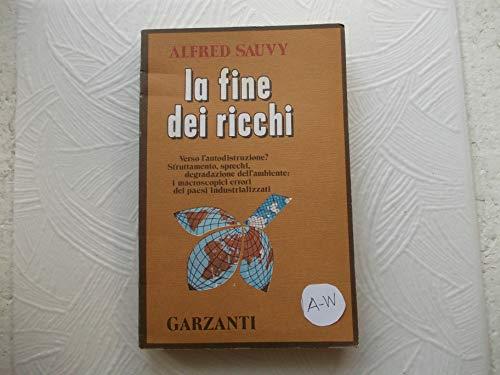 ALFRED SAUVY
la fine
dei ricchi
Verso l'autodistruzione?
Sfruttamento, sprechi,
degradazione dell'ambiente:
i macroscopici errori
dei paesi industrializzati
GARZANTI
A-W